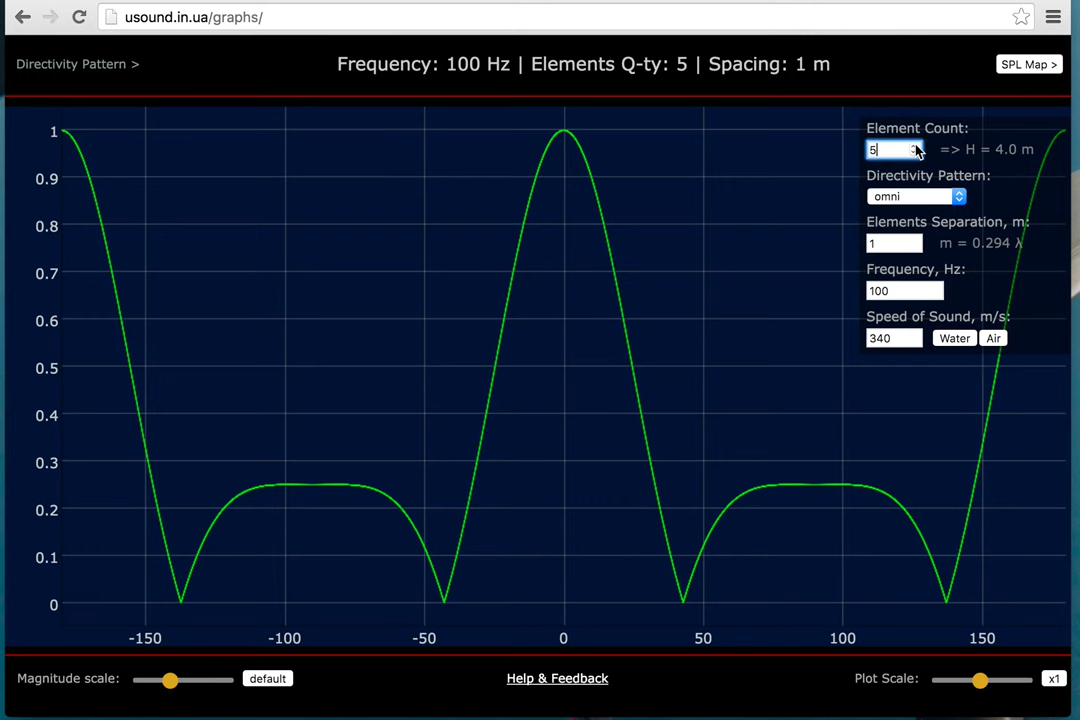 usound.in.ua/graphs/
Directivity Pattern >
Frequency: 100 Hz | Elements Q-ty: 5 | Spacing: 1 m
SPL Map >
Element Count:
5 => H = 4.0 m
Directivity Pattern:
omni
Elements Separation, m:
1 m = 0.294 λ
Frequency, Hz:
100
Speed of Sound, m/s:
340 Water Air
1
0.9
0.8
0.7
0.6
0.5
0.4
0.3
0.2
0.1
0
-150 -100 -50 0 50 100 150
Magnitude scale: default
Help & Feedback
Plot Scale: x1